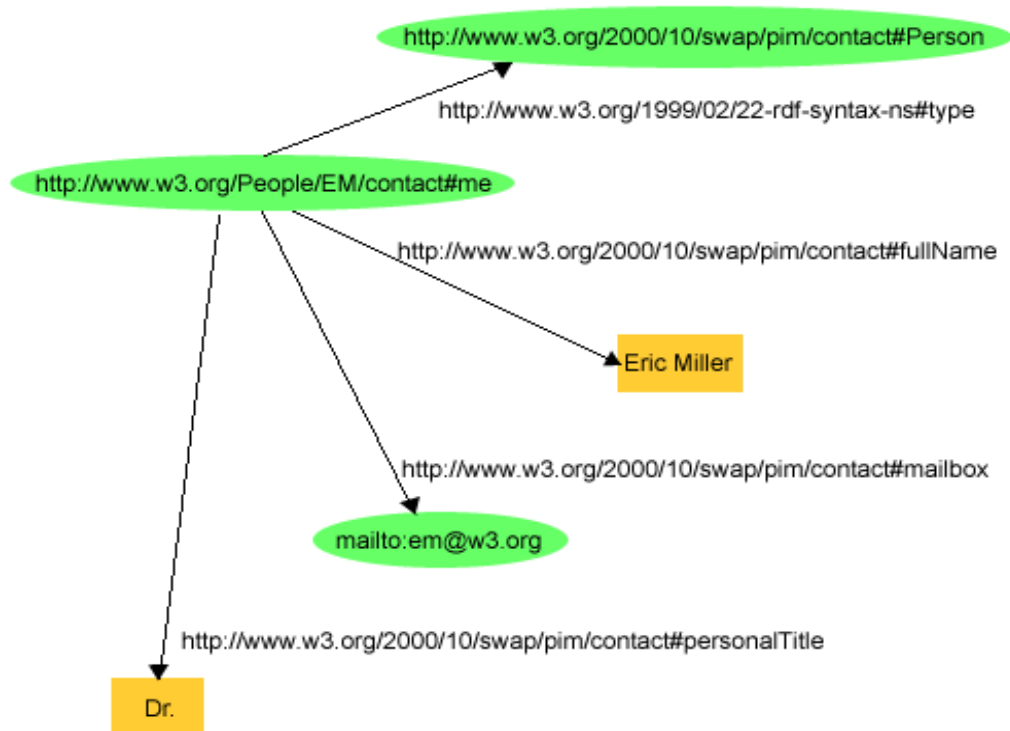 http://www.w3.org/2000/10/swap/pim/contact#Person
http://www.w3.org/1999/02/22-rdf-syntax-ns#type
http://www.w3.org/People/EM/contact#me
http://www.w3.org/2000/10/swap/pim/contact#fullName
Eric Miller
http://www.w3.org/2000/10/swap/pim/contact#mailbox
mailto:em@w3.org
http://www.w3.org/2000/10/swap/pim/contact#personalTitle
Dr.